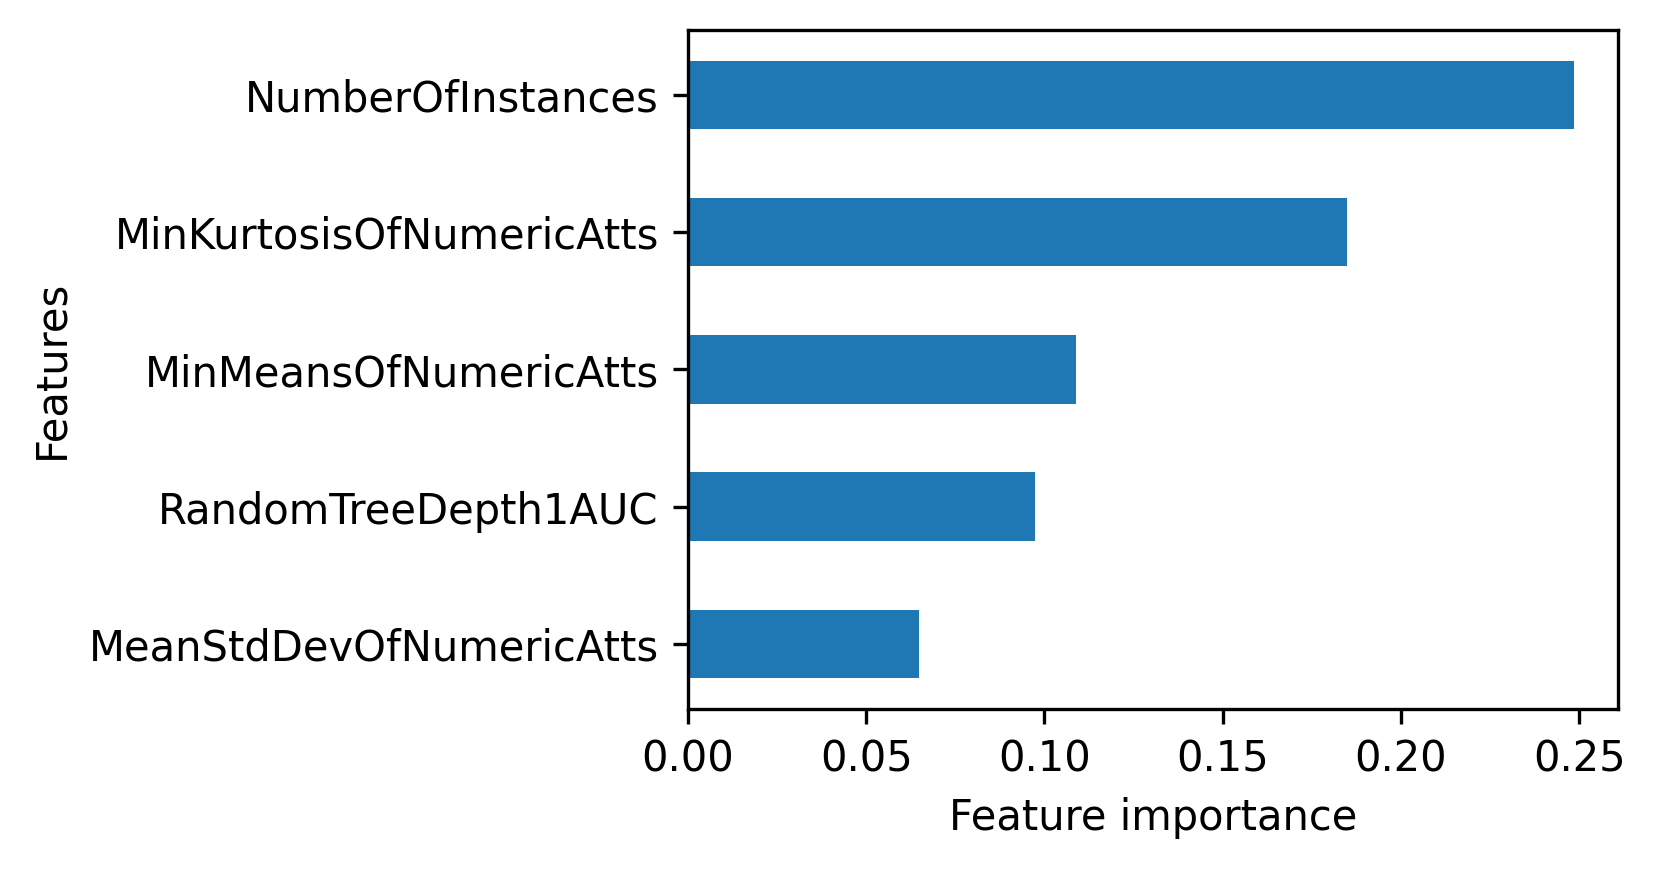 NumberOfInstances
MinKurtosisOfNumericAtts
MinMeansOfNumericAtts
RandomTreeDepth1AUC
MeanStdDevOfNumericAtts
Features
0.00 0.05 0.10 0.15 0.20 0.25
Feature importance